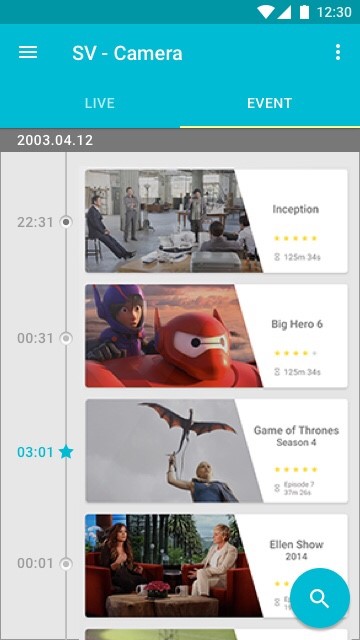 12:30
SV - Camera
LIVE
EVENT
2003.04.12
22:31
Inception
125m 34s
00:31
Big Hero 6
125m 34s
03:01
Game of Thrones
Season 4
Episode 7
37m 26s
00:01
Ellen Show
2014